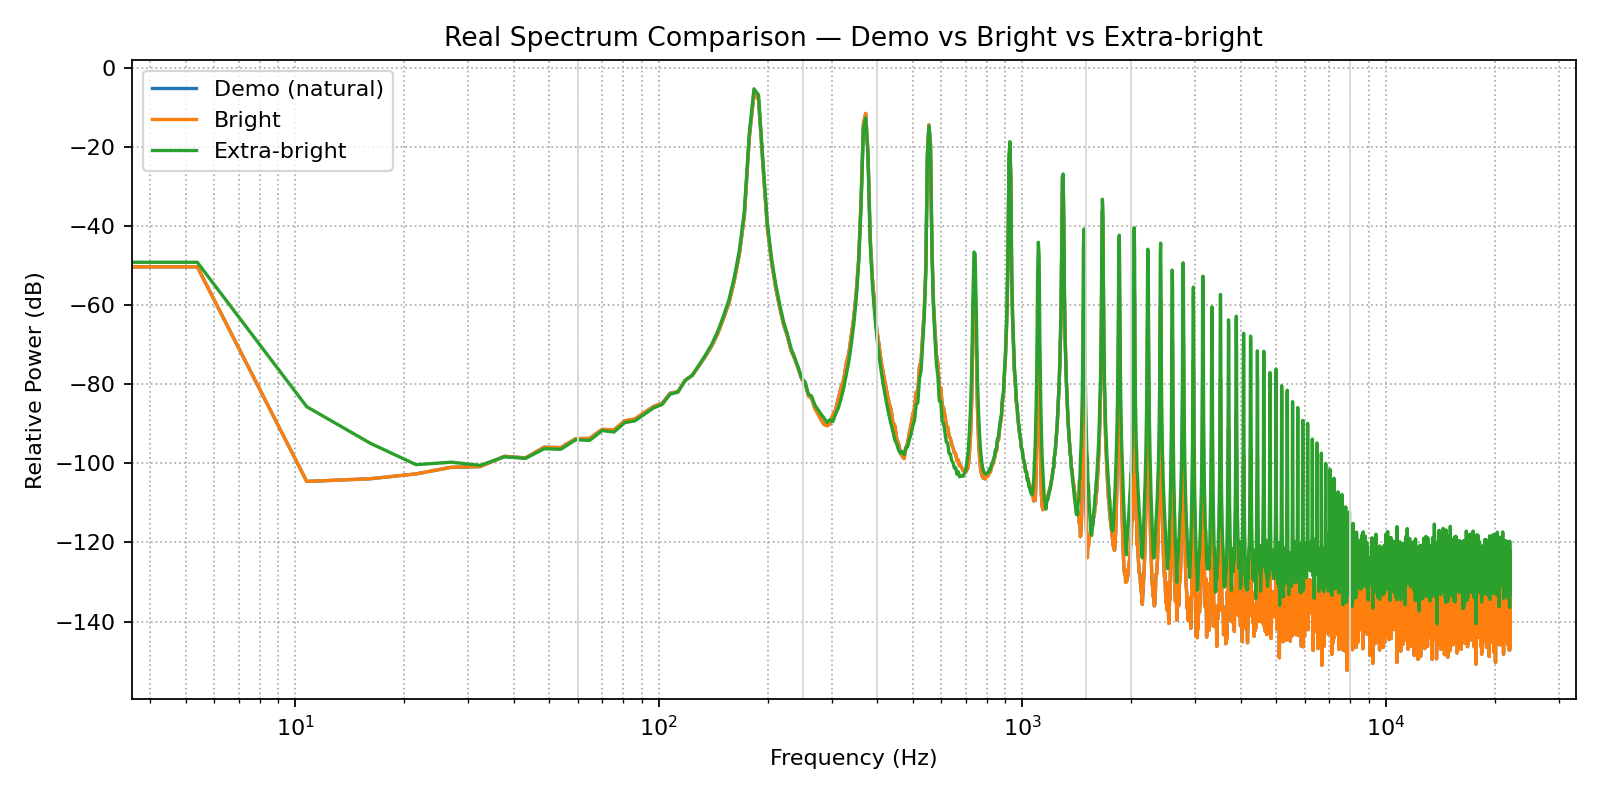 Real Spectrum Comparison — Demo vs Bright vs Extra-bright
Demo (natural)
Bright
Extra-bright
Relative Power (dB)
0
−20
−40
−60
−80
−100
−120
−140
10¹
10²
10³
10⁴
Frequency (Hz)